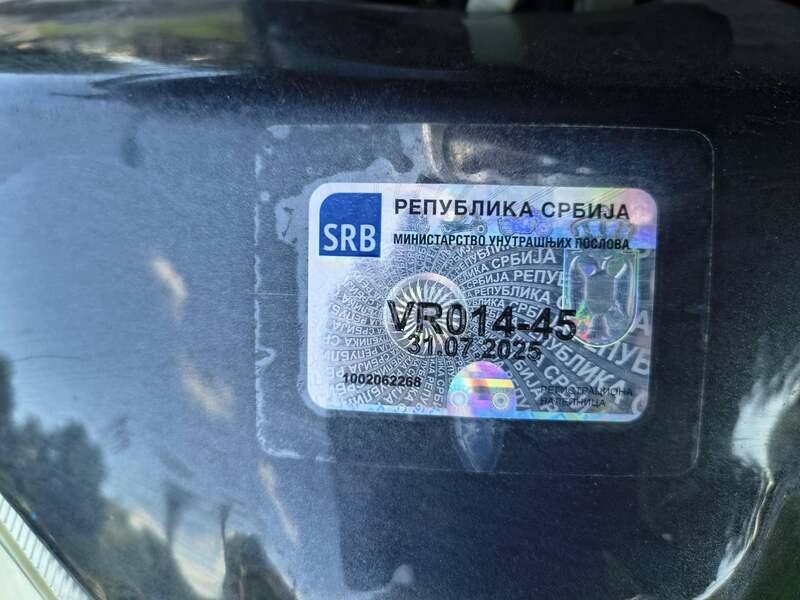 SRB
РЕПУБЛИКА СРБИЈА
МИНИСТАРСТВО УНУТРАШЊИХ ПОСЛОВА
VR014-45
31.07.2025
1002062268
РЕГИСТРАЦИОНА
НАЛЕПНИЦА